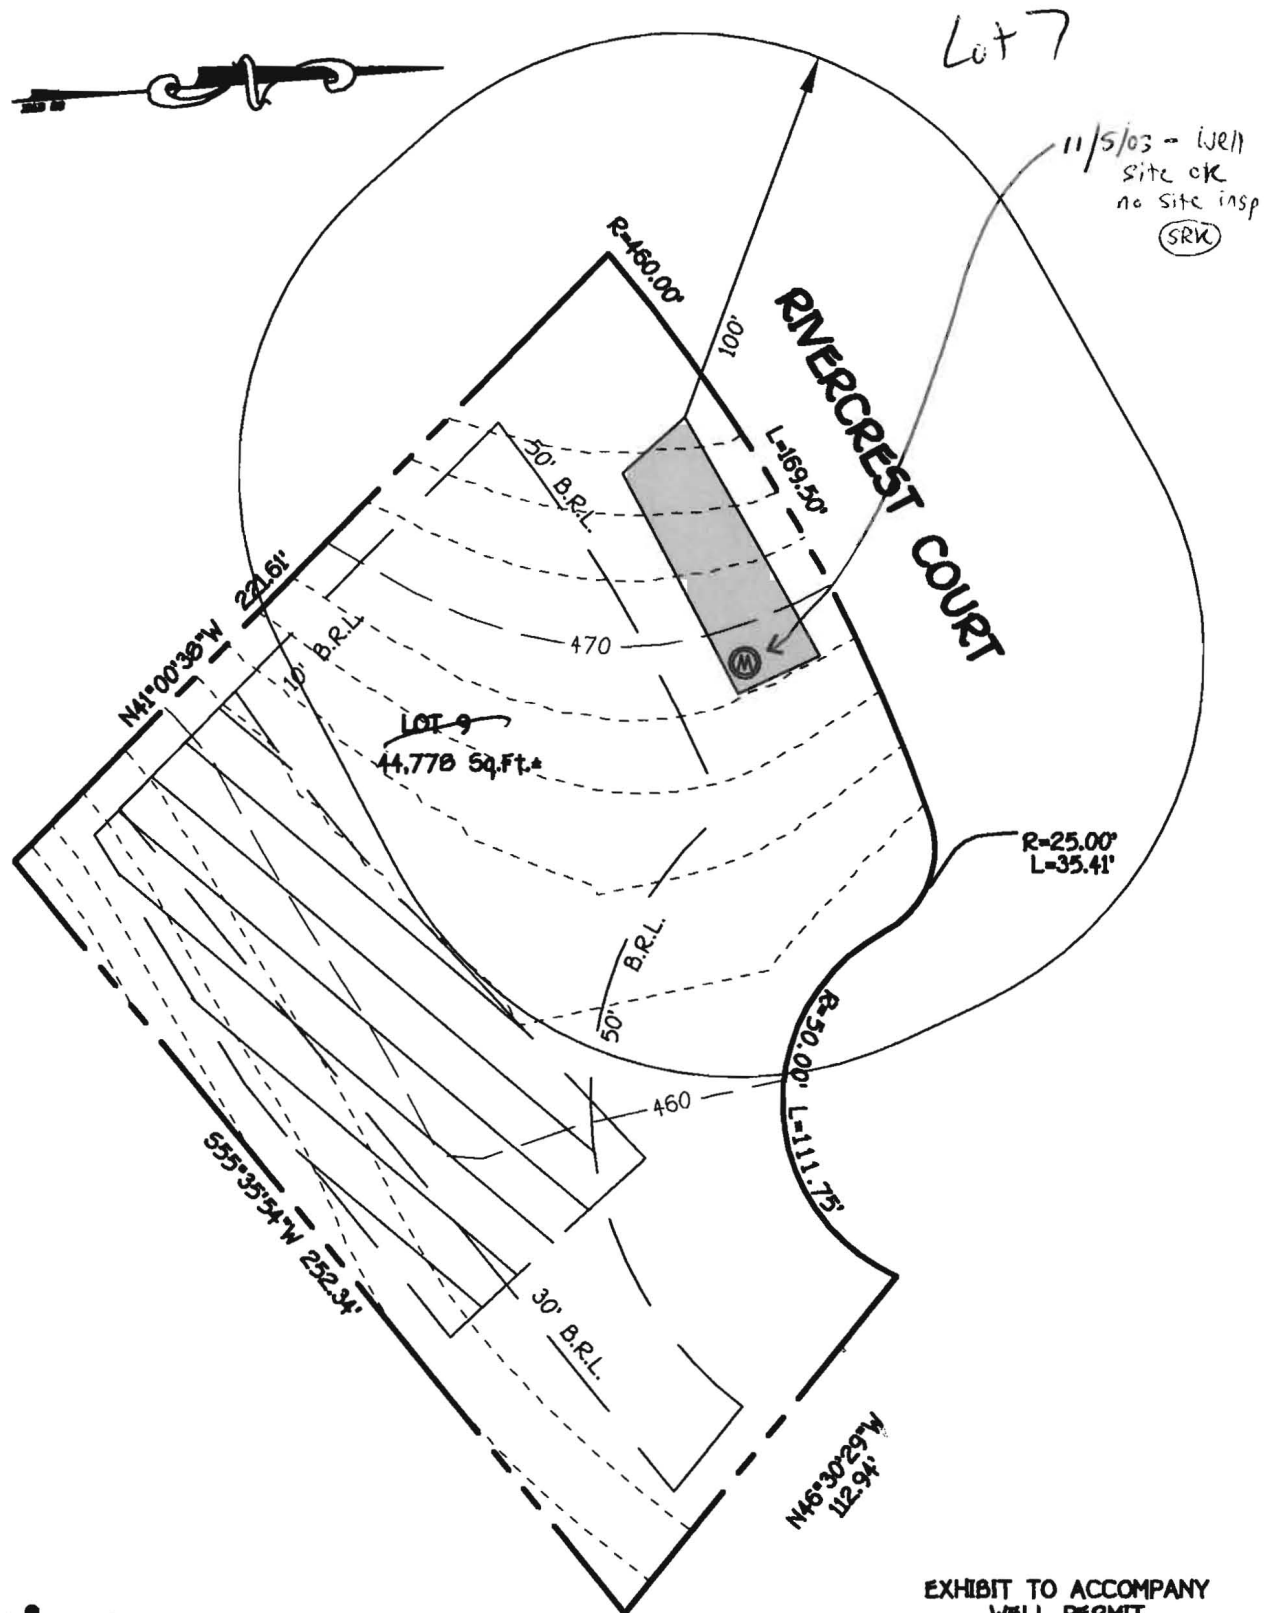 Lot 7
11/5/03 - Well
site ok
no site insp
SRK
R=460.00'
100'
RIVERCREST COURT
L=169.50'
50' B.R.L.
221.61'
N41°00'38"W
10' B.R.L.
470
W
LOT 9
44,778 Sq.Ft.±
R=25.00'
L=35.41'
50' B.R.L.
R=50.00' L=111.75'
460
S55°35'54"W 252.34'
30' B.R.L.
N46°30'29"W
112.94'
EXHIBIT TO ACCOMPANY
WELL PERMIT